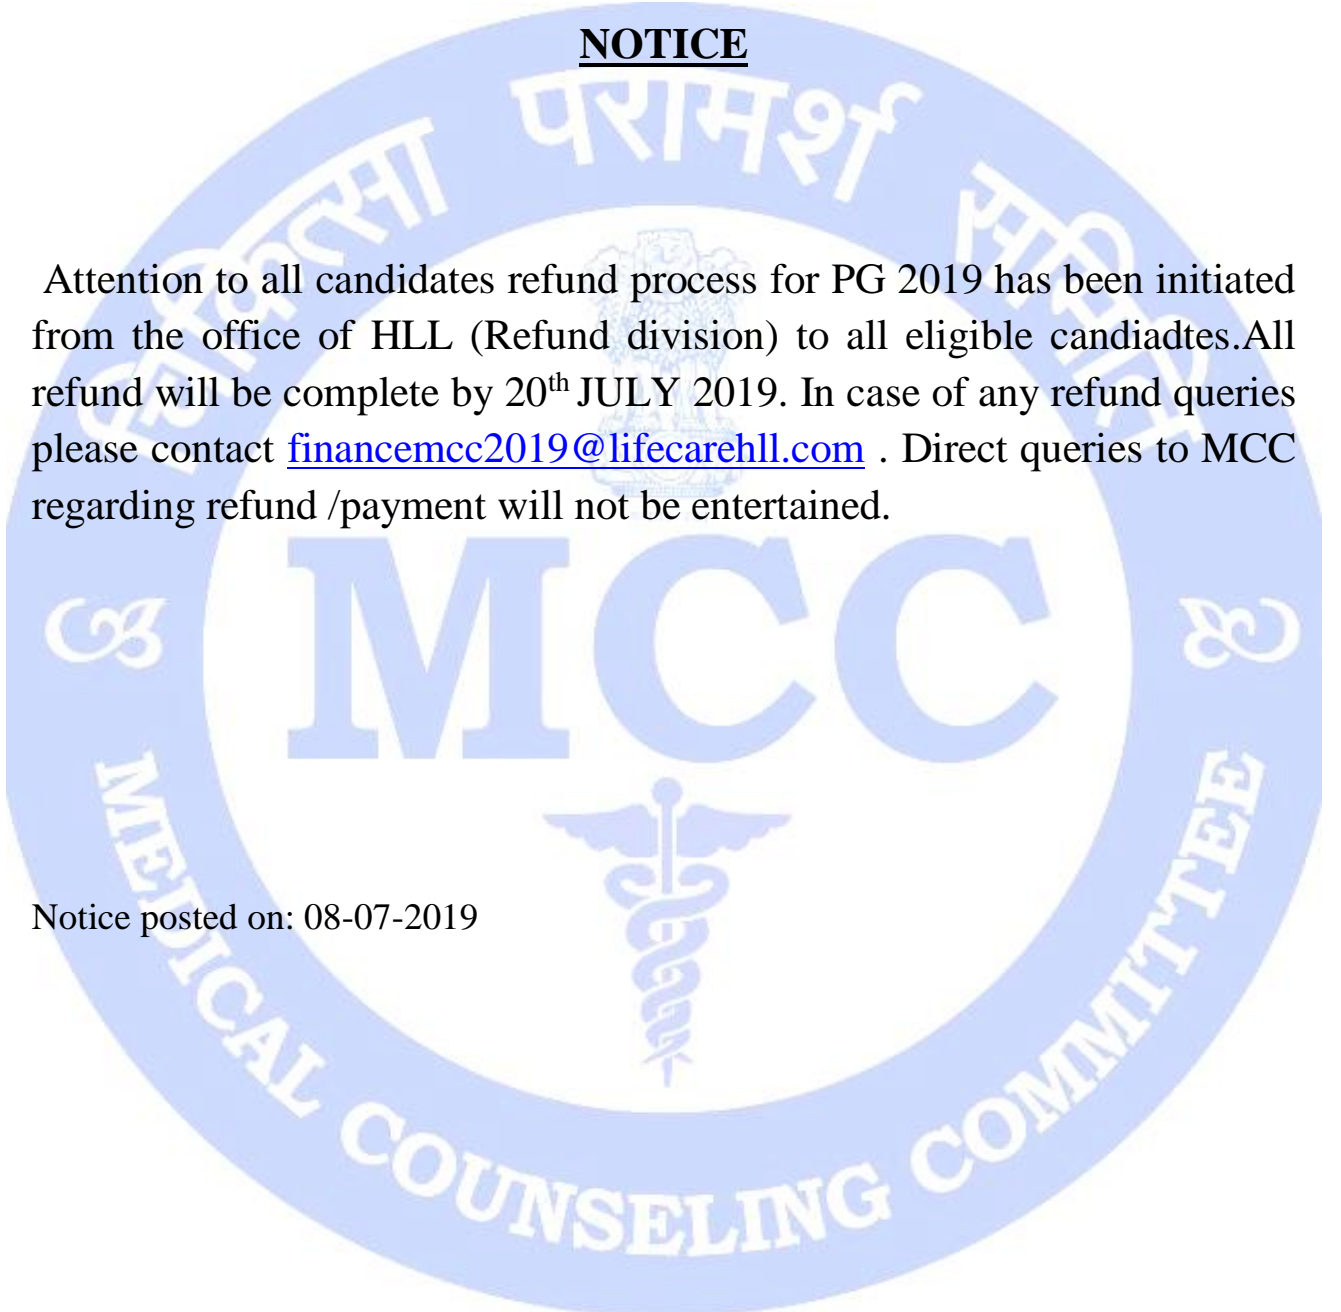 NOTICE
चिकित्सा परामर्श समिति
Attention to all candidates refund process for PG 2019 has been initiated
from the office of HLL (Refund division) to all eligible candiadtes.All
refund will be complete by 20th JULY 2019. In case of any refund queries
please contact financemcc2019@lifecarehll.com . Direct queries to MCC
regarding refund /payment will not be entertained.
MCC
Notice posted on: 08-07-2019
MEDICAL COUNSELING COMMITTEE